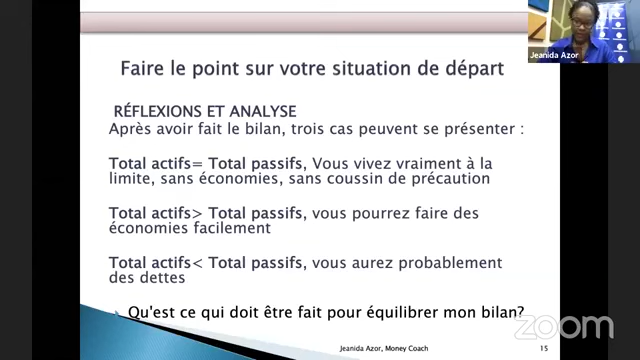 Jeanida Azor
Faire le point sur votre situation de départ
RÉFLEXIONS ET ANALYSE
Après avoir fait le bilan, trois cas peuvent se présenter :
Total actifs= Total passifs, Vous vivez vraiment à la
limite, sans économies, sans coussin de précaution
Total actifs> Total passifs, vous pourrez faire des
économies facilement
Total actifs< Total passifs, vous aurez probablement
des dettes
Qu'est ce qui doit être fait pour équilibrer mon bilan?
zoom
Jeanida Azor, Money Coach
15